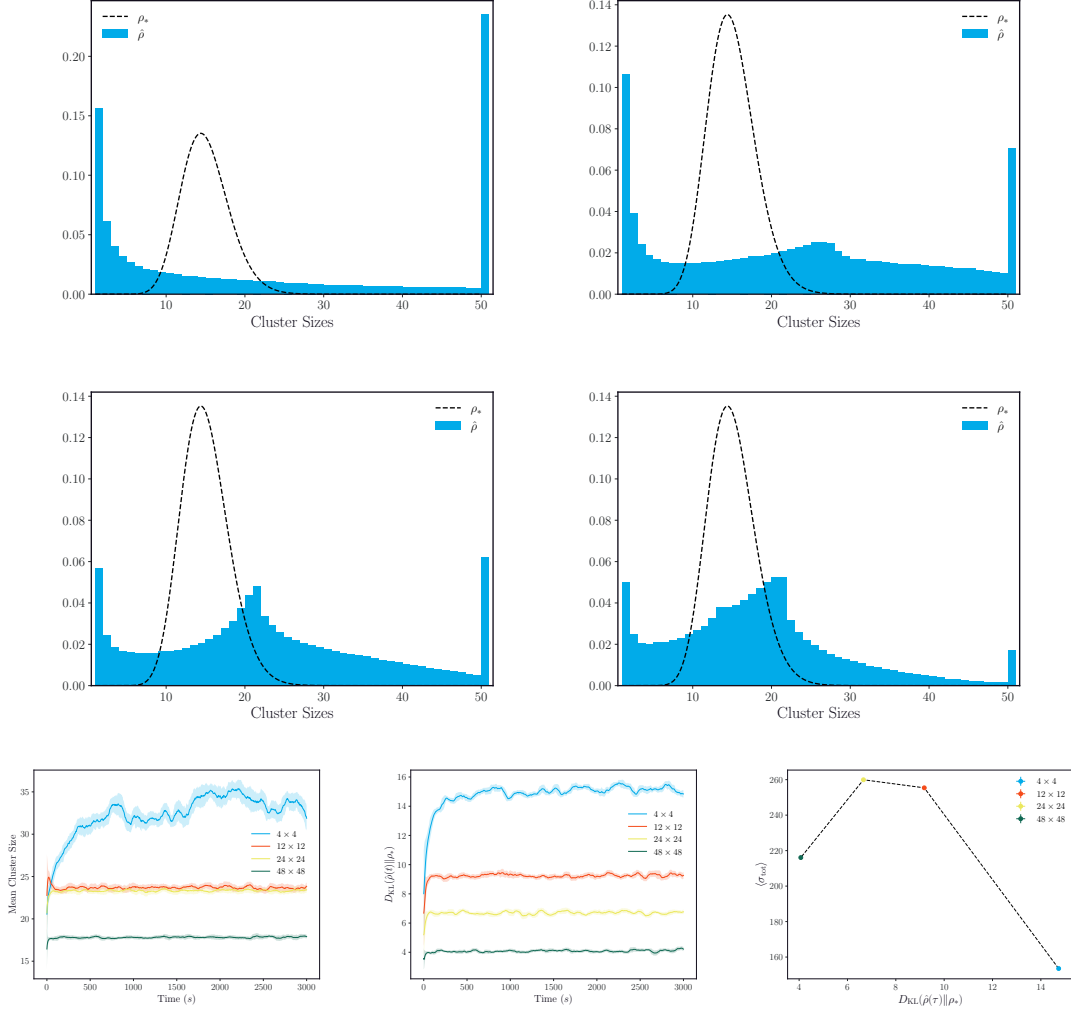 ρ* 
ρ̂
0.20
0.15
0.10
0.05
0.00
10 20 30 40 50
Cluster Sizes
ρ*
ρ̂
0.14
0.12
0.10
0.08
0.06
0.04
0.02
0.00
10 20 30 40 50
Cluster Sizes
ρ*
ρ̂
0.14
0.12
0.10
0.08
0.06
0.04
0.02
0.00
10 20 30 40 50
Cluster Sizes
ρ*
ρ̂
0.14
0.12
0.10
0.08
0.06
0.04
0.02
0.00
10 20 30 40 50
Cluster Sizes
Mean Cluster Size
35
30
25
20
15
4 × 4
12 × 12
24 × 24
48 × 48
0 500 1000 1500 2000 2500 3000
Time (s)
D_KL(ρ̂(t)‖ρ*)
16
14
12
10
8
6
4
4 × 4
12 × 12
24 × 24
48 × 48
0 500 1000 1500 2000 2500 3000
Time (s)
⟨σ_tot⟩
260
240
220
200
180
160
4 × 4
12 × 12
24 × 24
48 × 48
4 6 8 10 12 14
D_KL(ρ̂(τ)‖ρ*)